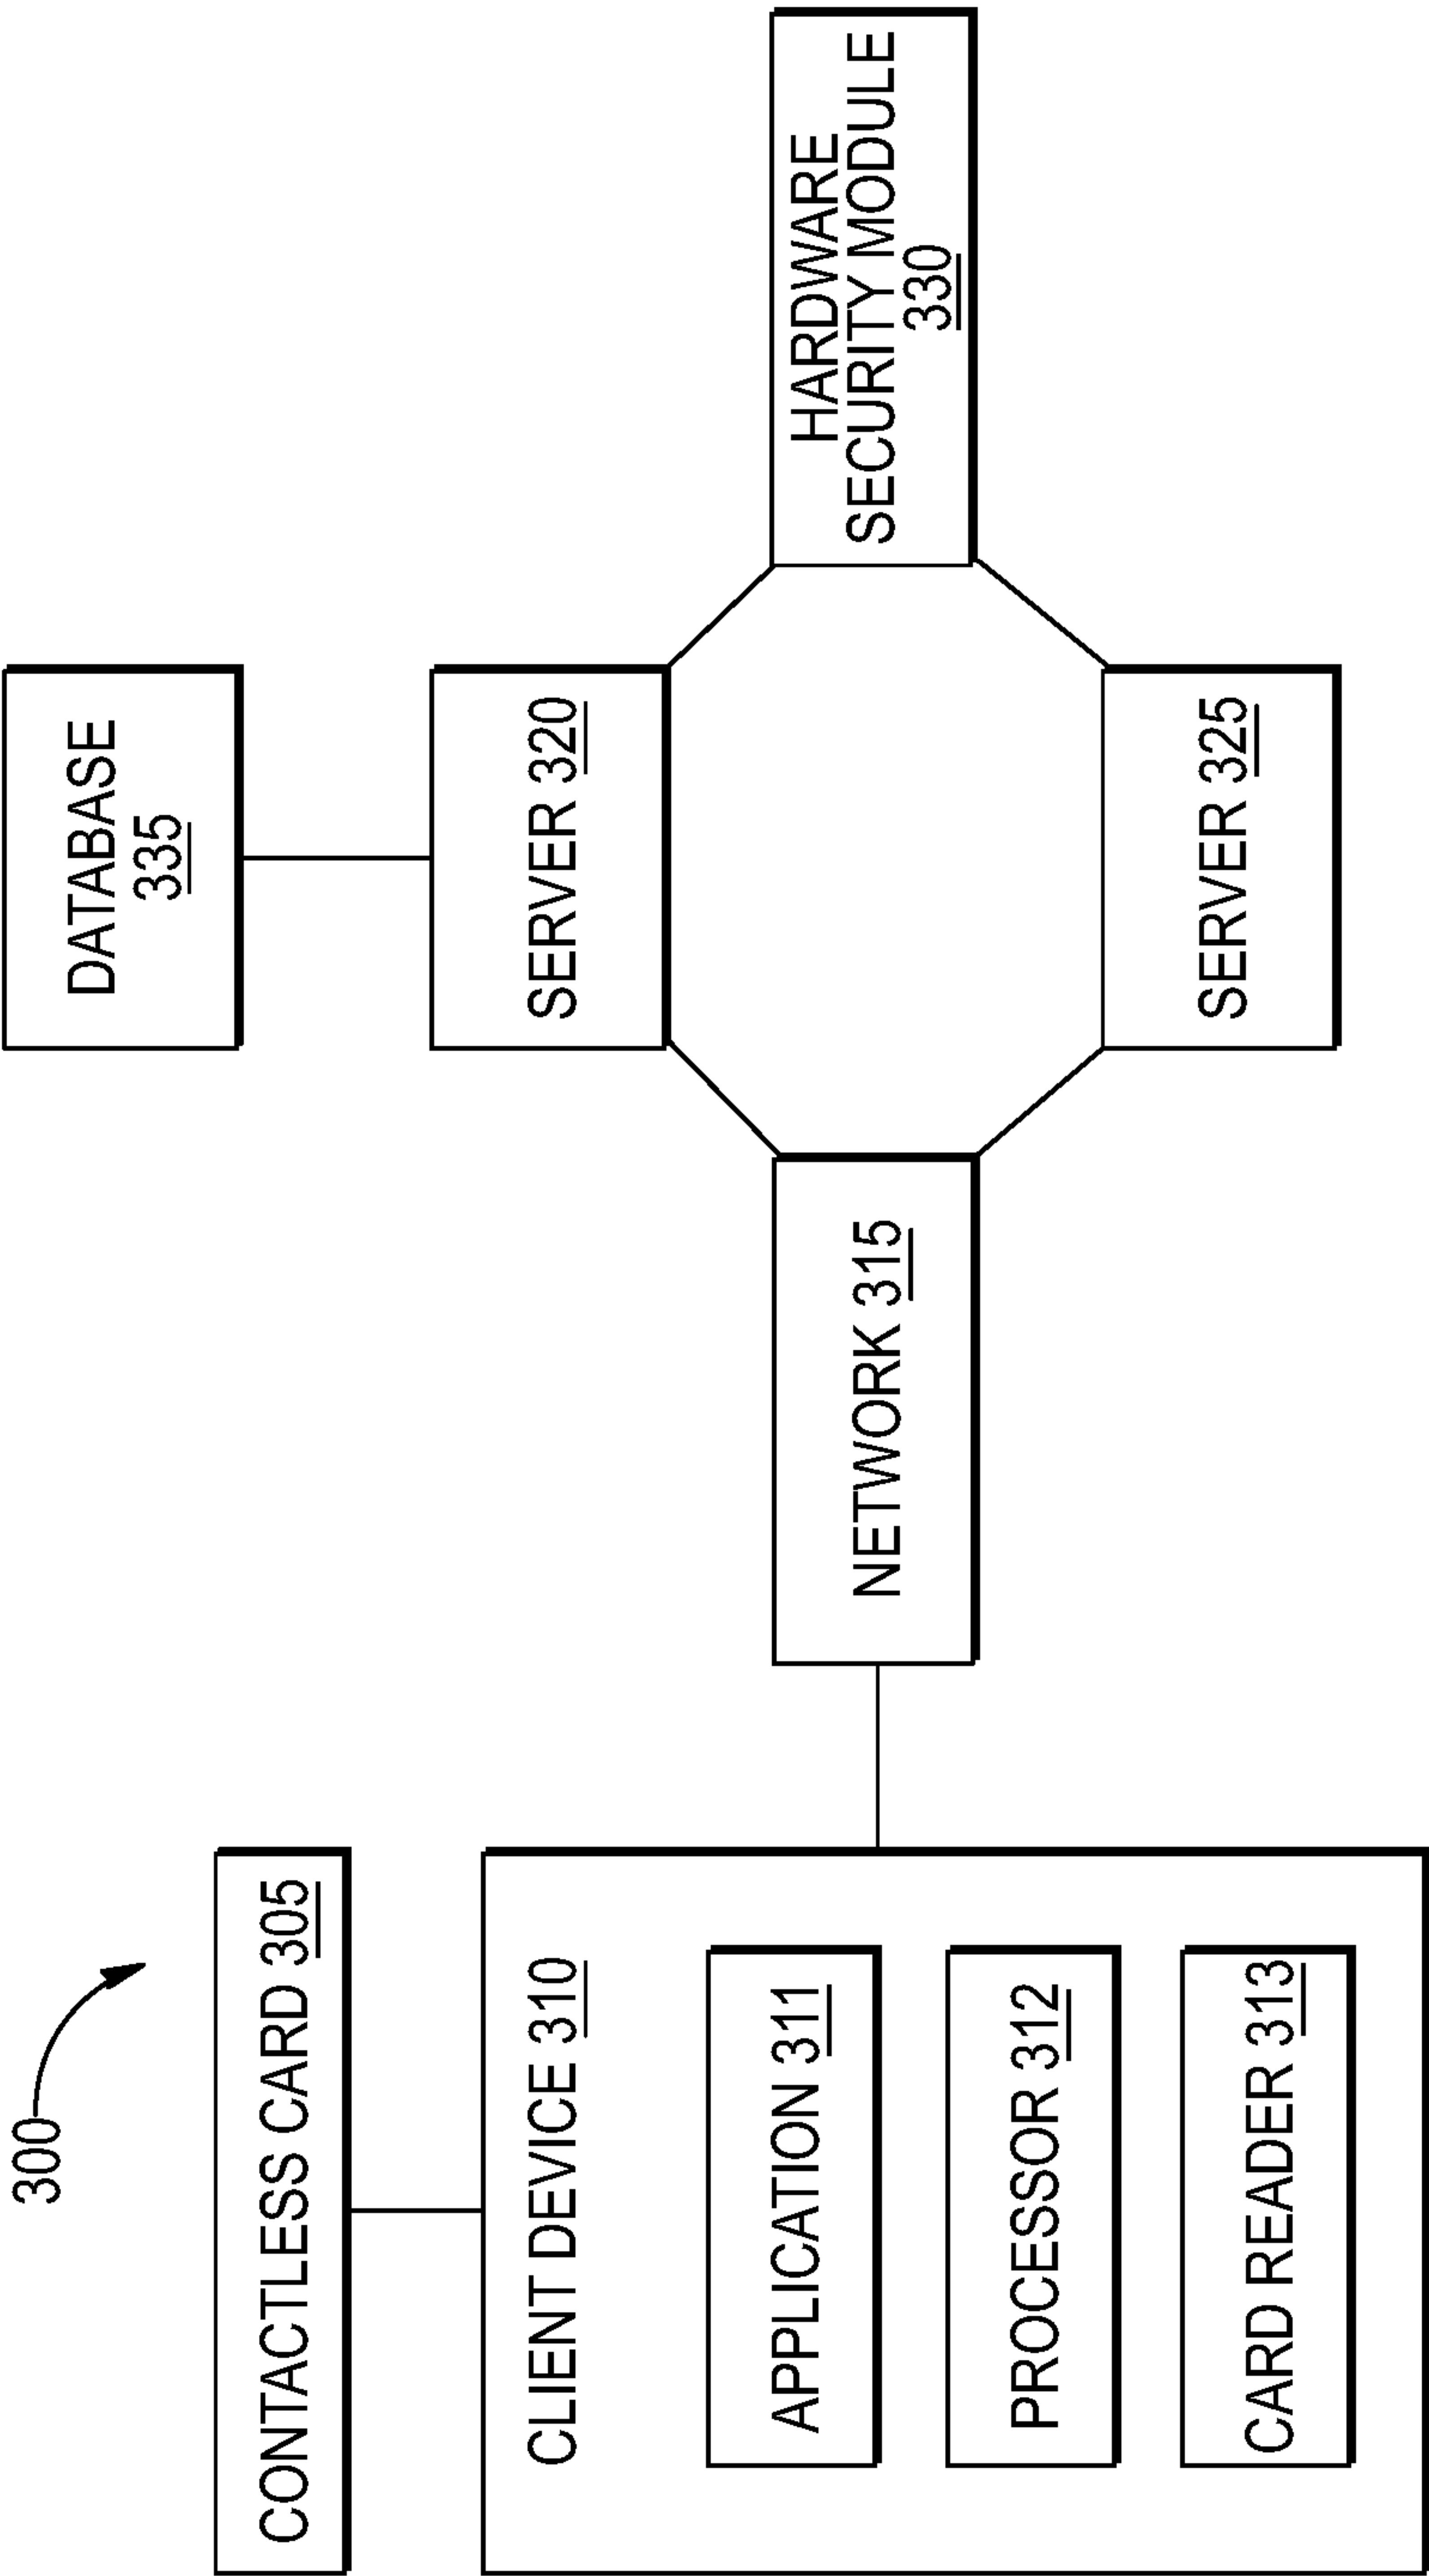 300
CONTACTLESS CARD 305
CLIENT DEVICE 310
APPLICATION 311
PROCESSOR 312
CARD READER 313
NETWORK 315
DATABASE
335
SERVER 320
SERVER 325
HARDWARE
SECURITY MODULE
330